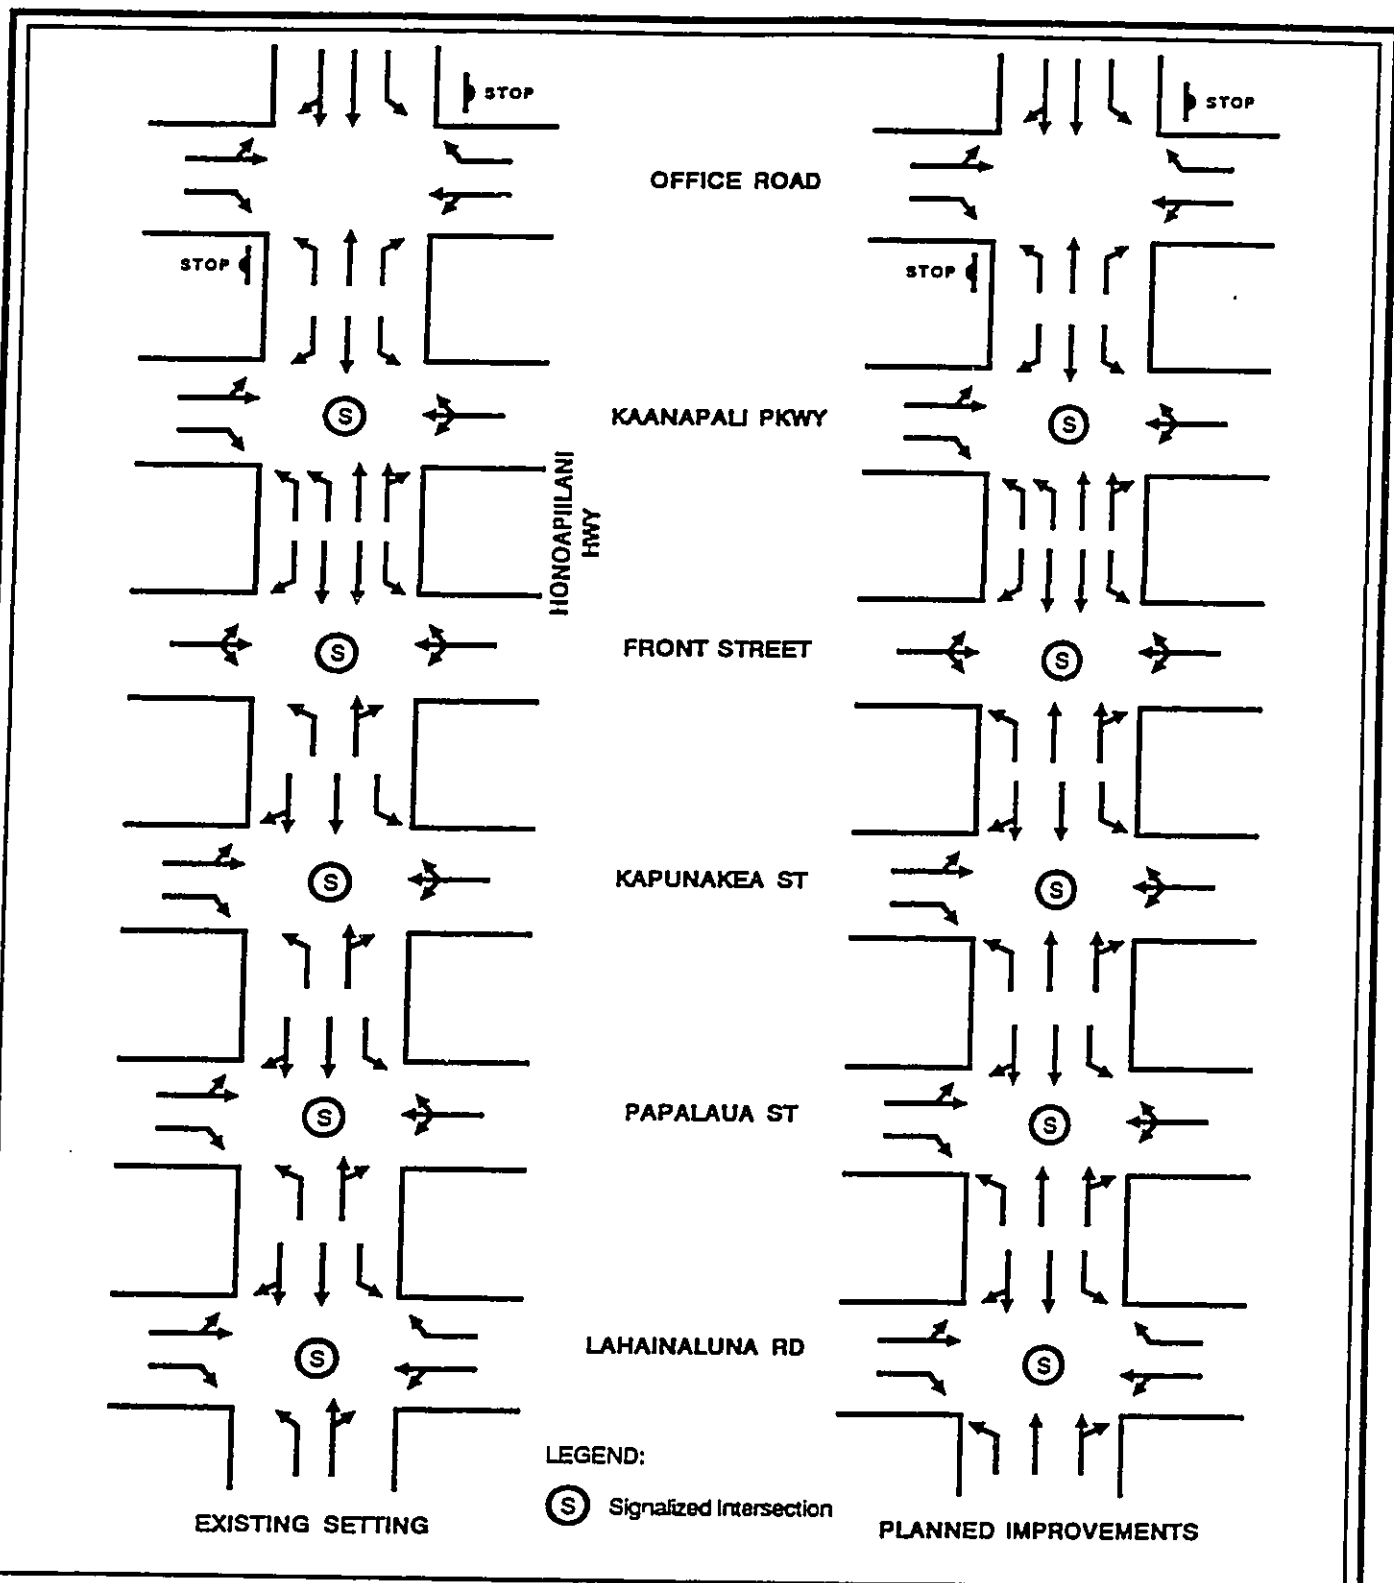 STOP
STOP
OFFICE ROAD
STOP
STOP
S
KAANAPALI PKWY
S
HONOAPIILANI
HWY
S
FRONT STREET
S
S
KAPUNAKEA ST
S
S
PAPALAUA ST
S
S
LAHAINALUNA RD
S
LEGEND:
S Signalized Intersection
EXISTING SETTING
PLANNED IMPROVEMENTS